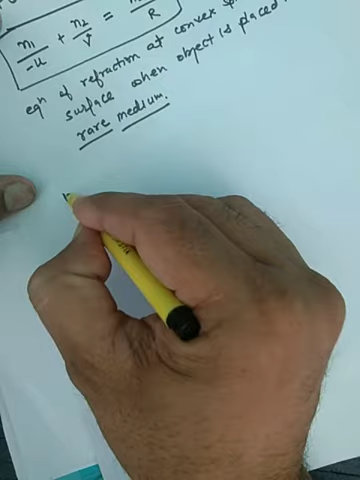 n₁/-u + n₂/v = n
R
eqⁿ of refraction at convex sp
surface when object is placed
rare medium.